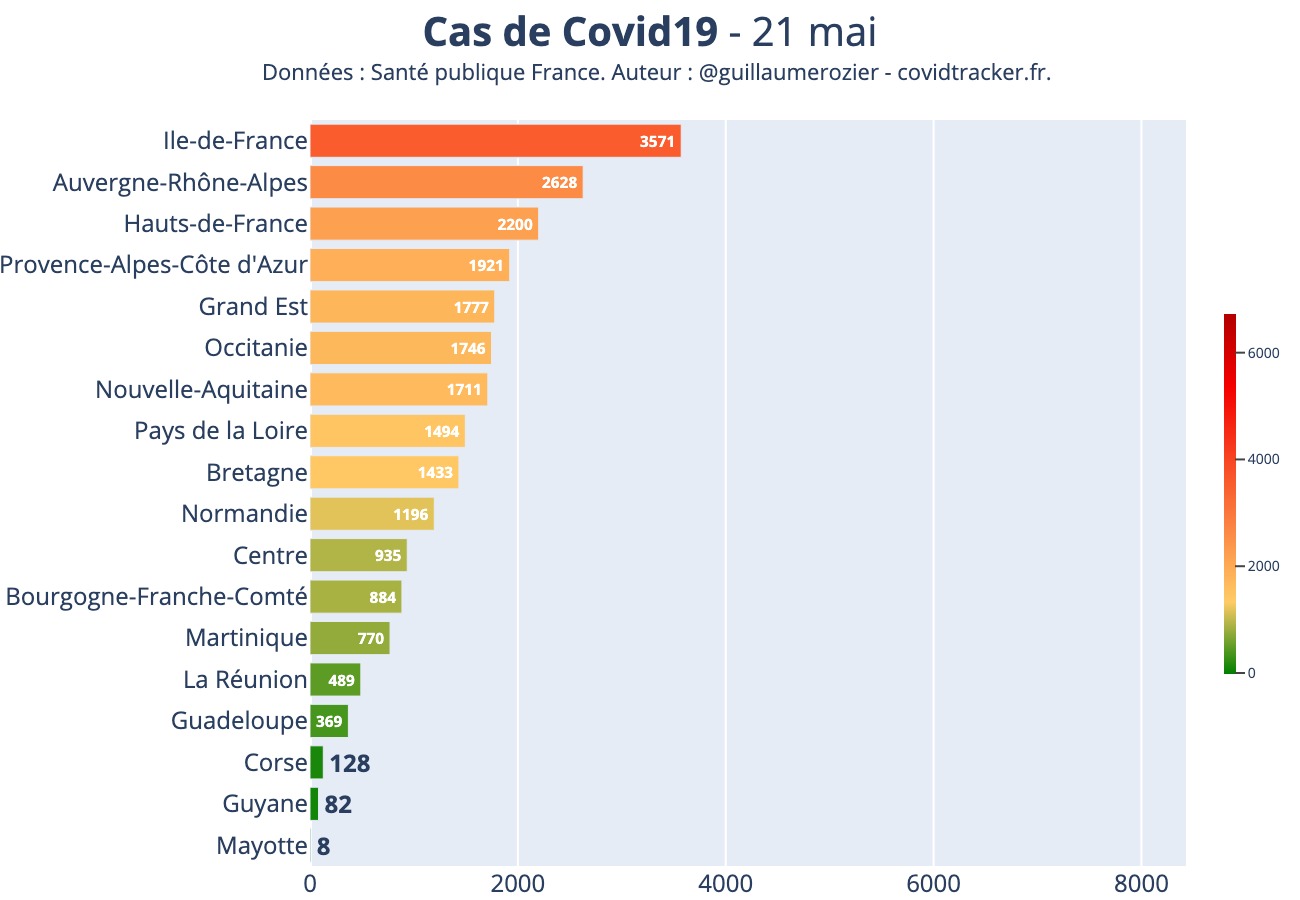 Cas de Covid19 - 21 mai
Données : Santé publique France. Auteur : @guillaumerozier - covidtracker.fr.
Ile-de-France 3571
Auvergne-Rhône-Alpes 2628
Hauts-de-France 2200
Provence-Alpes-Côte d'Azur 1921
Grand Est 1777
Occitanie 1746
Nouvelle-Aquitaine 1711
Pays de la Loire 1494
Bretagne 1433
Normandie 1196
Centre 935
Bourgogne-Franche-Comté 884
Martinique 770
La Réunion 489
Guadeloupe 369
Corse 128
Guyane 82
Mayotte 8
0 2000 4000 6000 8000
6000
4000
2000
0